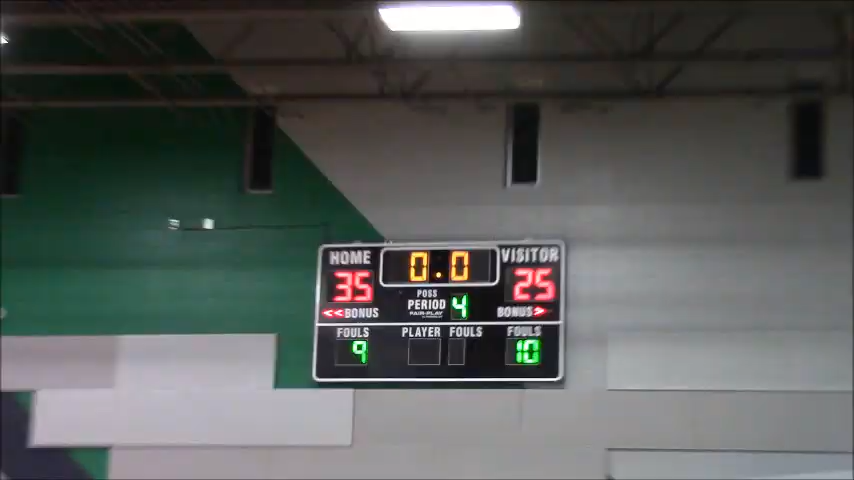 HOME 0.0 VISITOR
35 25
POSS
PERIOD 4
<<BONUS FAIR-PLAY BONUS>
FOULS PLAYER FOULS FOULS
9 10